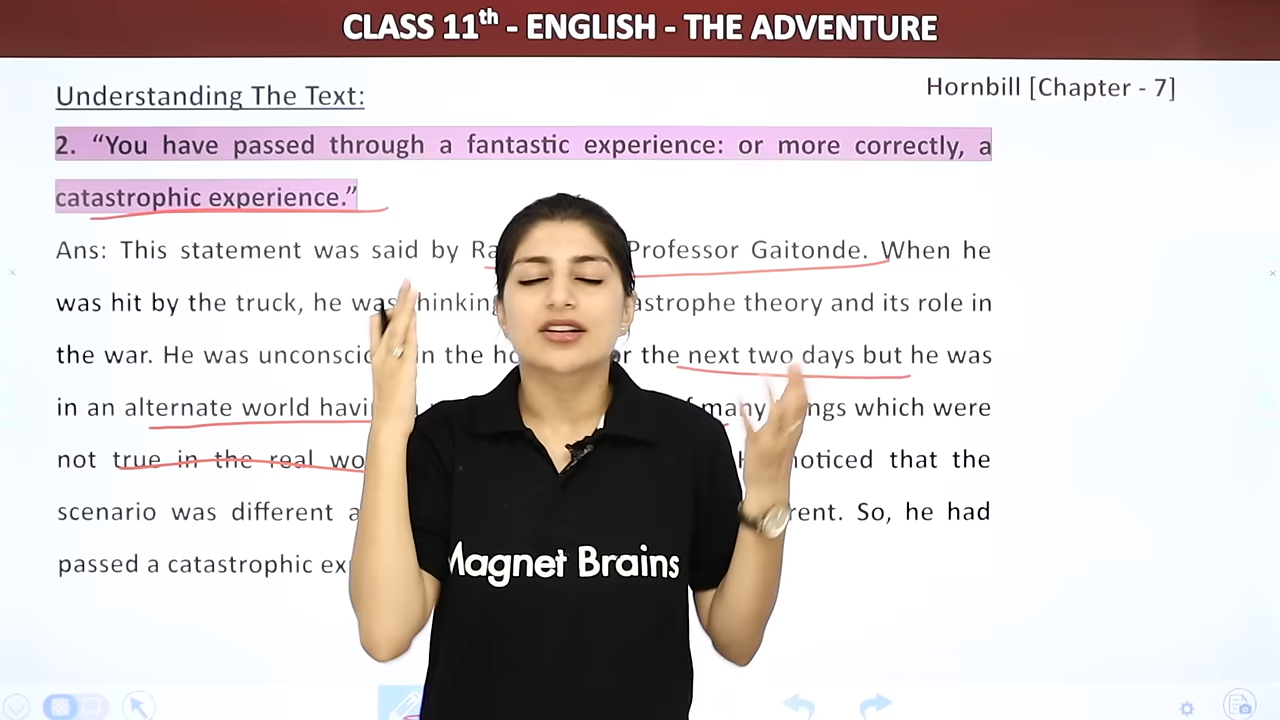 CLASS 11th - ENGLISH - THE ADVENTURE
Understanding The Text:
Hornbill [Chapter - 7]
2. “You have passed through a fantastic experience: or more correctly, a
catastrophic experience.”
Ans: This statement was said by Professor Gaitonde. When he
was hit by the truck, he was thinking theory and its role in
the war. He was in the the next two days but he was
in an alternate world many which were
not true in the real noticed that the
scenario was different So, he had
passed a catastrophic
Magnet Brains